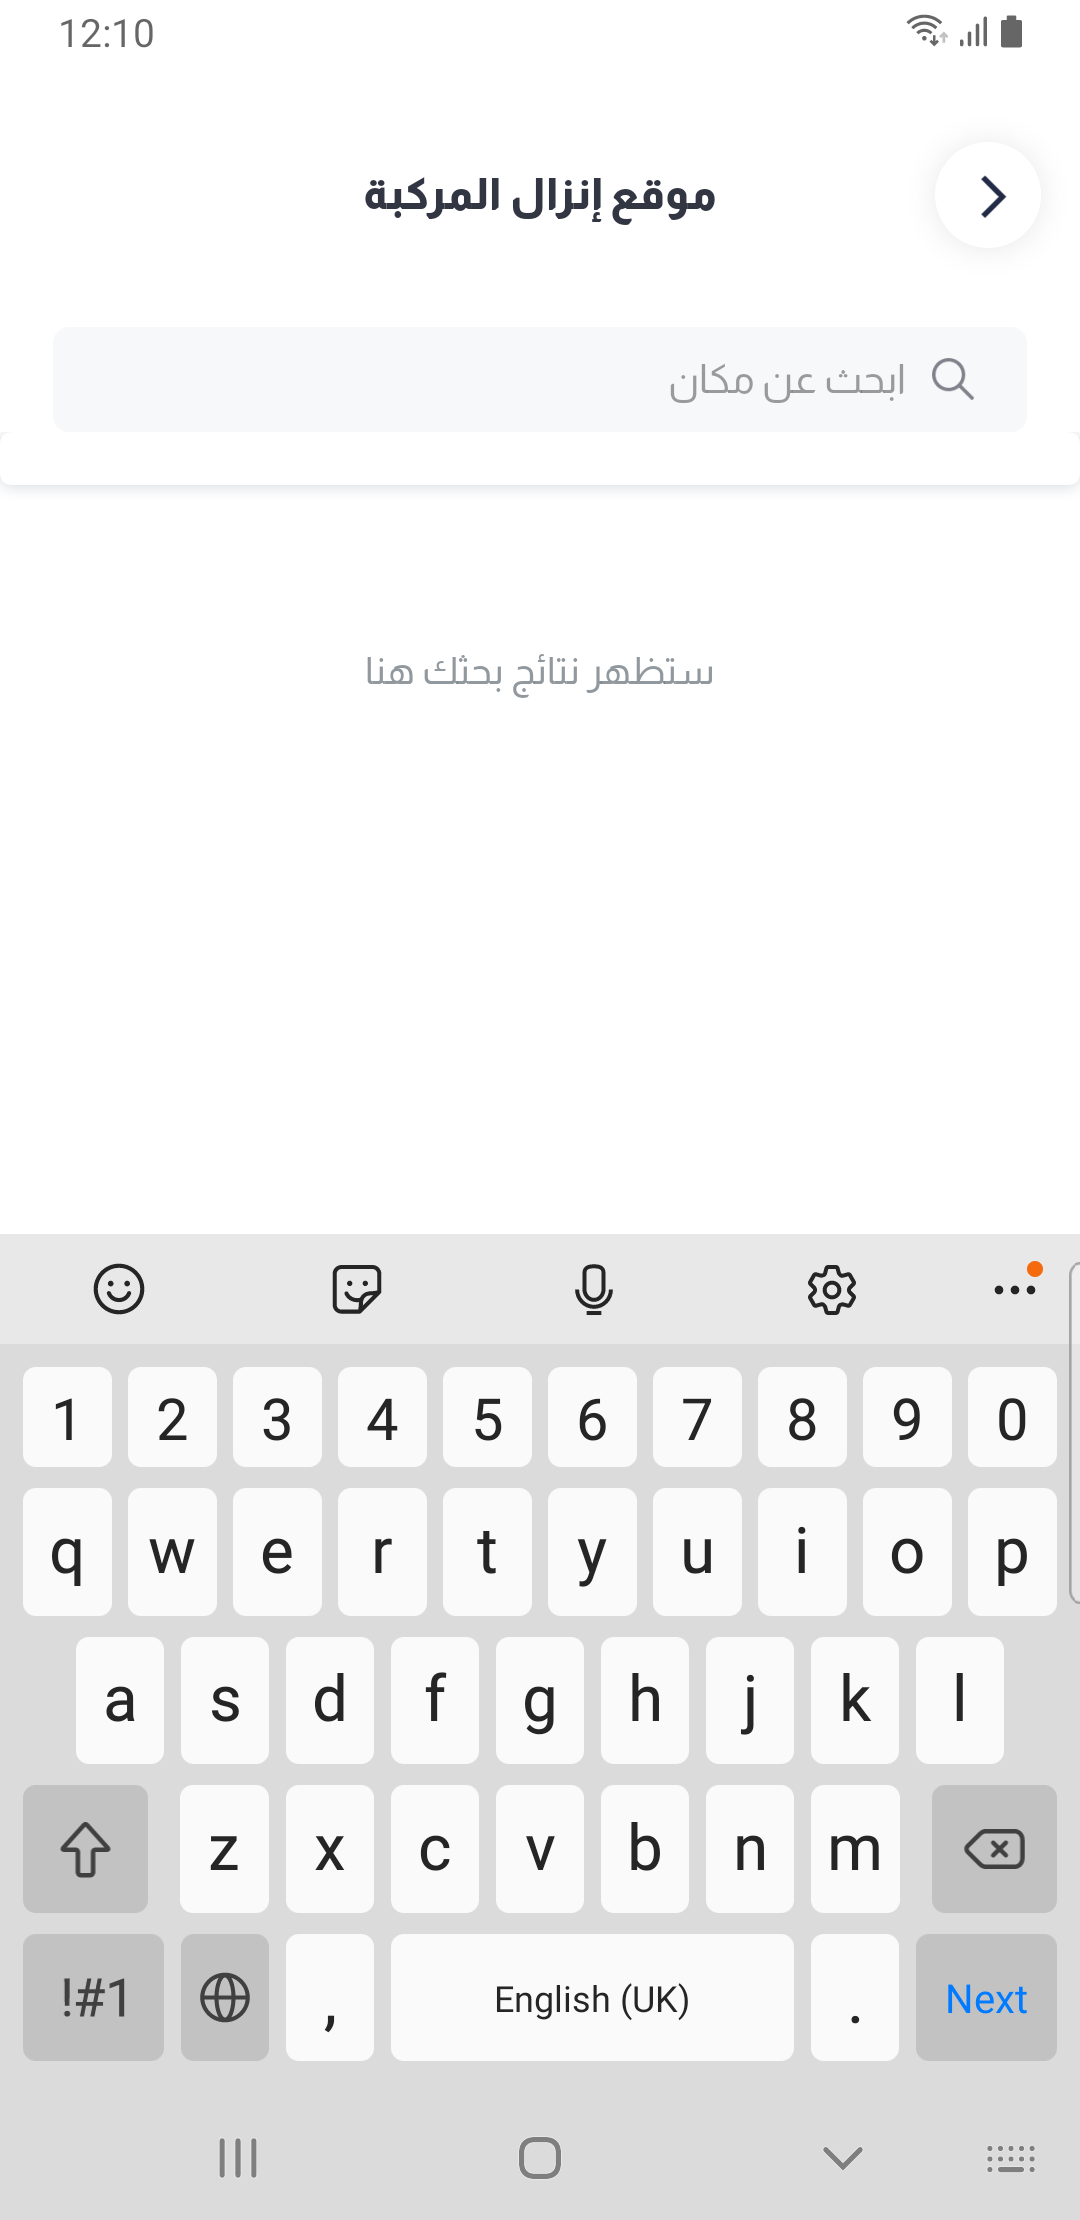 12:10
موقع إنزال المركبة
ابحث عن مكان
ستظهر نتائج بحثك هنا
1 2 3 4 5 6 7 8 9 0
q w e r t y u i o p
a s d f g h j k l
z x c v b n m
!#1 , English (UK) . Next